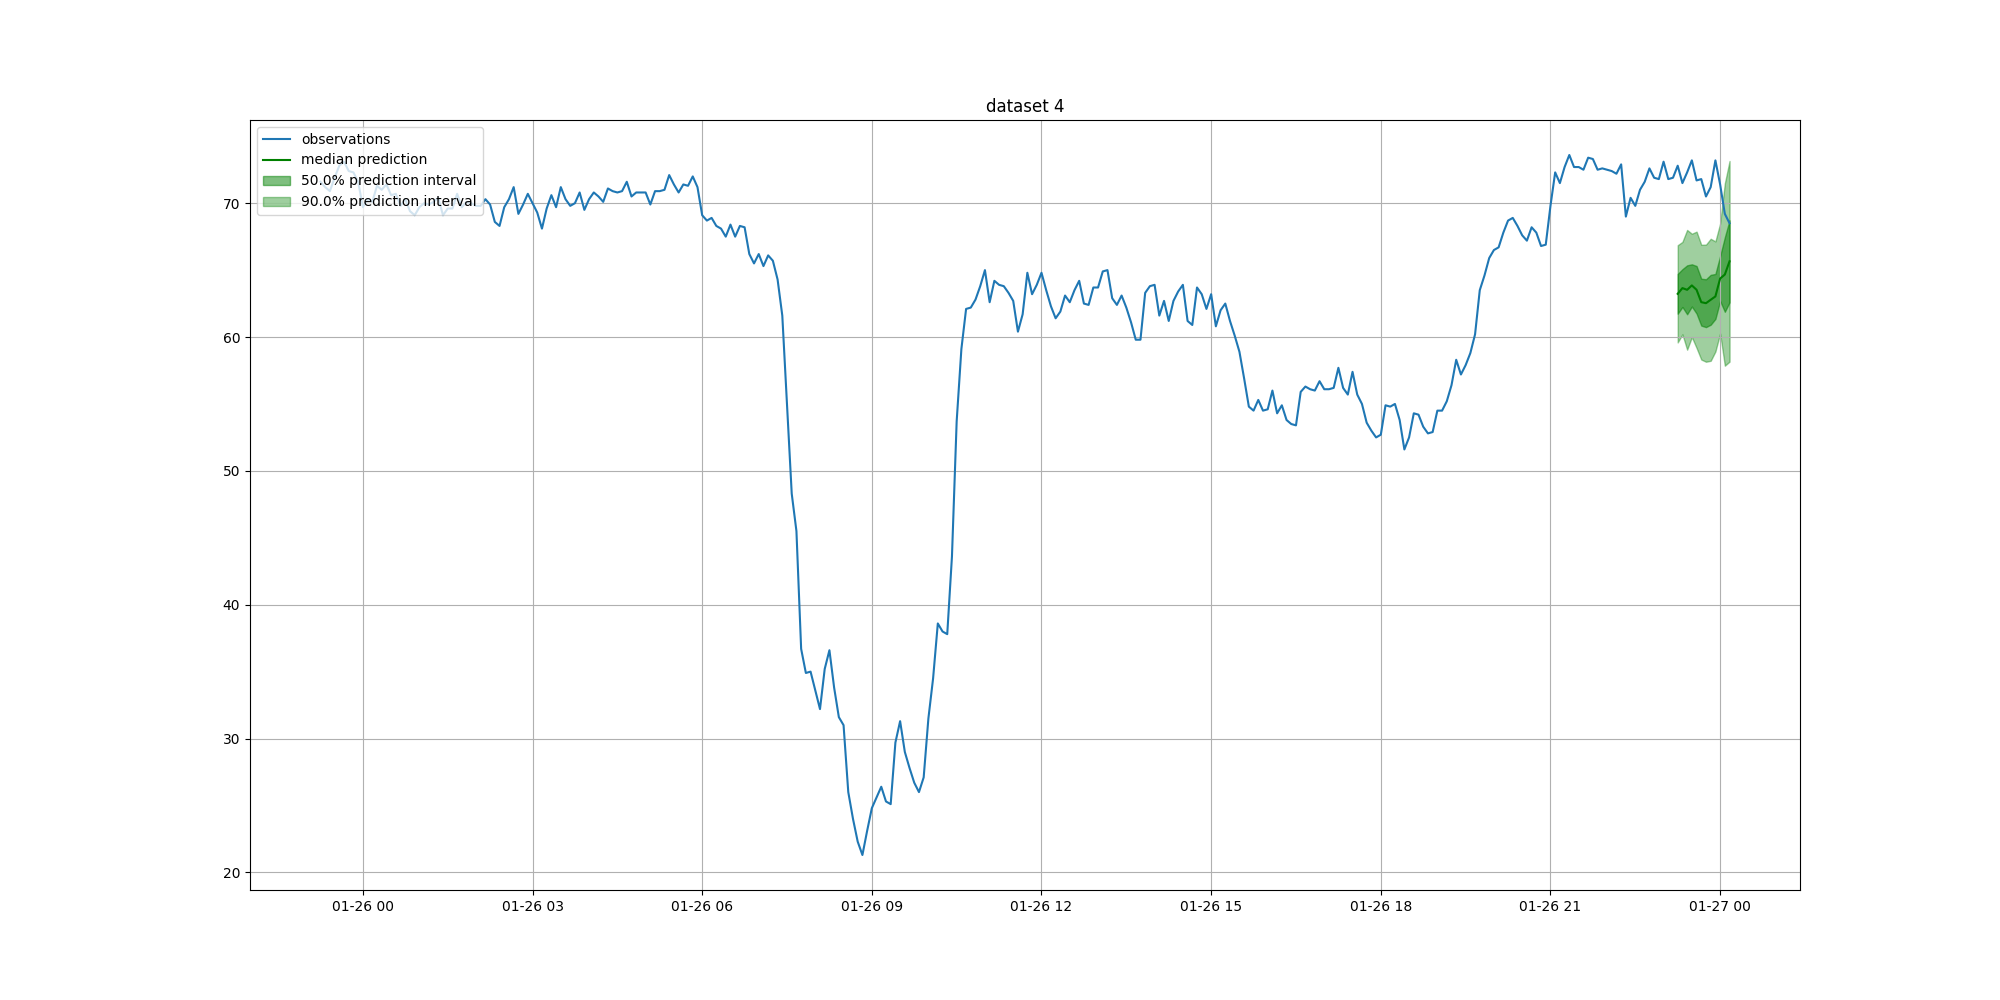 dataset 4
observations
median prediction
50.0% prediction interval
90.0% prediction interval
70
60
50
40
30
20
01-26 00 01-26 03 01-26 06 01-26 09 01-26 12 01-26 15 01-26 18 01-26 21 01-27 00